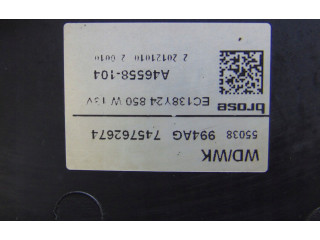 WD/WK
55038 994AG 745762674
brose
EC138Y24 850 W 13V
A46558-104
2 20121010 2 0010